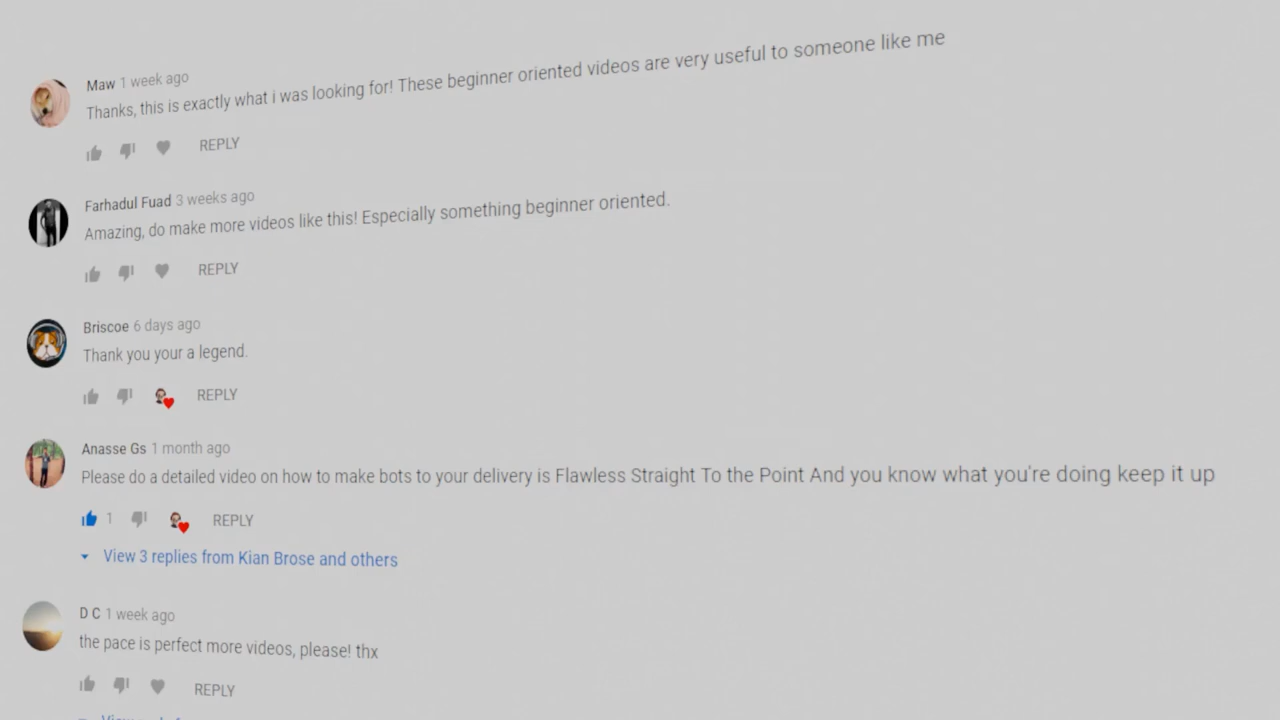 Maw 1 week ago
Thanks, this is exactly what i was looking for! These beginner oriented videos are very useful to someone like me
REPLY
Farhadul Fuad 3 weeks ago
Amazing, do make more videos like this! Especially something beginner oriented.
REPLY
Briscoe 6 days ago
Thank you your a legend.
REPLY
Anasse Gs 1 month ago
Please do a detailed video on how to make bots to your delivery is Flawless Straight To the Point And you know what you're doing keep it up
1 REPLY
View 3 replies from Kian Brose and others
D C 1 week ago
the pace is perfect more videos, please! thx
REPLY